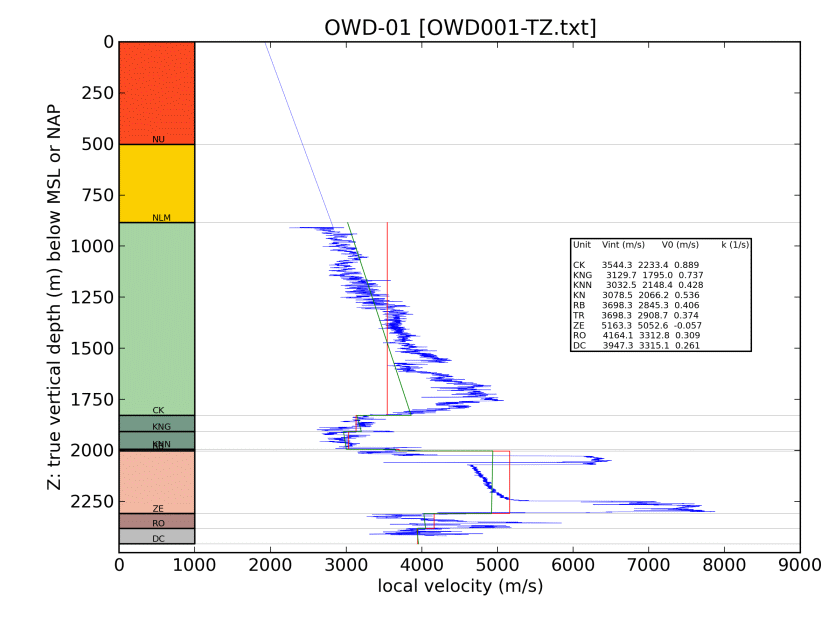 OWD-01 [OWD001-TZ.txt]
Z: true vertical depth (m) below MSL or NAP
0
250
500
750
1000
1250
1500
1750
2000
2250
NU
NLM
CK
KNG
KNN
ZE
RO
DC
Unit Vint (m/s) V0 (m/s) k (1/s)
CK 3544.3 2233.4 0.889
KNG 3129.7 1795.0 0.737
KNN 3032.5 2148.4 0.428
KN 3078.5 2066.2 0.536
RB 3698.3 2845.3 0.406
TR 3698.3 2908.7 0.374
ZE 5163.3 5052.6 -0.057
RO 4164.1 3312.8 0.309
DC 3947.3 3315.1 0.261
0 1000 2000 3000 4000 5000 6000 7000 8000 9000
local velocity (m/s)